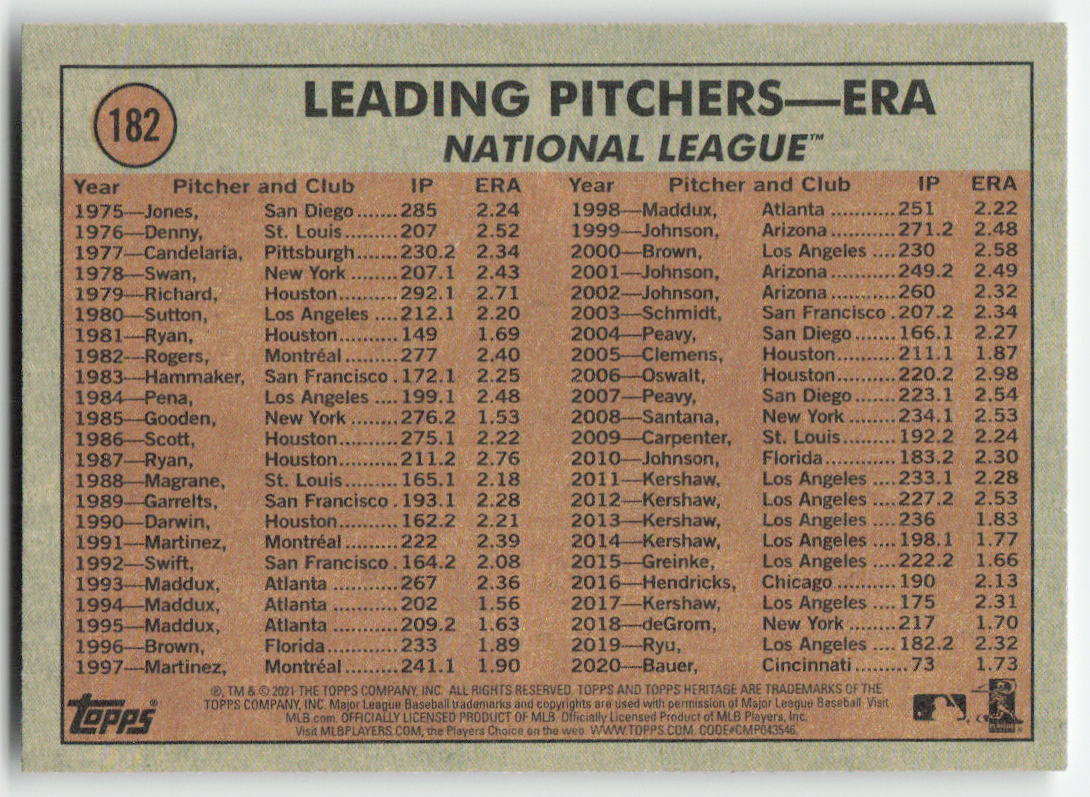 182
LEADING PITCHERS—ERA
NATIONAL LEAGUE™
Year Pitcher and Club IP ERA
1975—Jones, San Diego.......285 2.24
1976—Denny, St. Louis.........207 2.52
1977—Candelaria, Pittsburgh.......230.2 2.34
1978—Swan, New York ........207.1 2.43
1979—Richard, Houston..........292.1 2.71
1980—Sutton, Los Angeles ....212.1 2.20
1981—Ryan, Houston..........149 1.69
1982—Rogers, Montréal.........277 2.40
1983—Hammaker, San Francisco .172.1 2.25
1984—Pena, Los Angeles ....199.1 2.48
1985—Gooden, New York ........276.2 1.53
1986—Scott, Houston..........275.1 2.22
1987—Ryan, Houston..........211.2 2.76
1988—Magrane, St. Louis.........165.1 2.18
1989—Garrelts, San Francisco .193.1 2.28
1990—Darwin, Houston..........162.2 2.21
1991—Martinez, Montréal.........222 2.39
1992—Swift, San Francisco .164.2 2.08
1993—Maddux, Atlanta ...........267 2.36
1994—Maddux, Atlanta ...........202 1.56
1995—Maddux, Atlanta ...........209.2 1.63
1996—Brown, Florida............233 1.89
1997—Martinez, Montréal.........241.1 1.90
Year Pitcher and Club IP ERA
1998—Maddux, Atlanta ...........251 2.22
1999—Johnson, Arizona ...........271.2 2.48
2000—Brown, Los Angeles ....230 2.58
2001—Johnson, Arizona ...........249.2 2.49
2002—Johnson, Arizona ...........260 2.32
2003—Schmidt, San Francisco .207.2 2.34
2004—Peavy, San Diego.......166.1 2.27
2005—Clemens, Houston..........211.1 1.87
2006—Oswalt, Houston..........220.2 2.98
2007—Peavy, San Diego.......223.1 2.54
2008—Santana, New York ........234.1 2.53
2009—Carpenter, St. Louis.........192.2 2.24
2010—Johnson, Florida............183.2 2.30
2011—Kershaw, Los Angeles ....233.1 2.28
2012—Kershaw, Los Angeles ....227.2 2.53
2013—Kershaw, Los Angeles ....236 1.83
2014—Kershaw, Los Angeles ....198.1 1.77
2015—Greinke, Los Angeles ....222.2 1.66
2016—Hendricks, Chicago..........190 2.13
2017—Kershaw, Los Angeles ....175 2.31
2018—deGrom, New York ........217 1.70
2019—Ryu, Los Angeles ....182.2 2.32
2020—Bauer, Cincinnati........73 1.73
topps®
®, TM & © 2021 THE TOPPS COMPANY, INC. ALL RIGHTS RESERVED. TOPPS AND TOPPS HERITAGE ARE TRADEMARKS OF THE
TOPPS COMPANY, INC. Major League Baseball trademarks and copyrights are used with permission of Major League Baseball. Visit
MLB.com. OFFICIALLY LICENSED PRODUCT OF MLB. Officially Licensed Product of MLB Players, Inc.
Visit MLBPLAYERS.COM, the Players Choice on the web. WWW.TOPPS.COM. CODE#CMP043546.